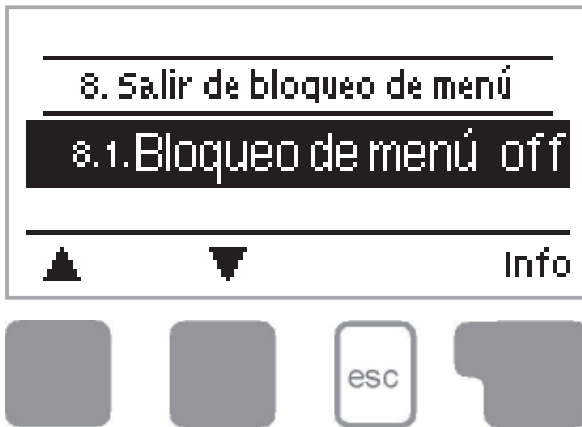 8. Salir de bloqueo de menú
8.1.Bloqueo de menú off
Info
esc